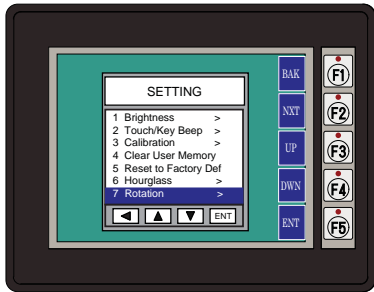 SETTING
1 Brightness >
2 Touch/Key Beep >
3 Calibration >
4 Clear User Memory
5 Reset to Factory Def
6 Hourglass >
7 Rotation >
ENT
BAK
NXT
UP
DWN
ENT
F1
F2
F3
F4
F5